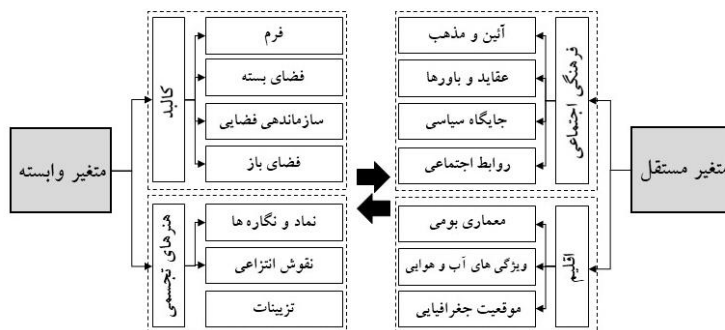 متغیر مستقل
فرهنگی اجتماعی
آئین و مذهب
عقاید و باورها
جایگاه سیاسی
روابط اجتماعی
اقلیم
معماری بومی
ویژگی های آب و هوایی
موقعیت جغرافیایی
متغیر وابسته
کالبد
فرم
فضای بسته
سازماندهی فضایی
فضای باز
هنرهای تجسمی
نماد و نگاره ها
نقوش انتزاعی
تزیینات